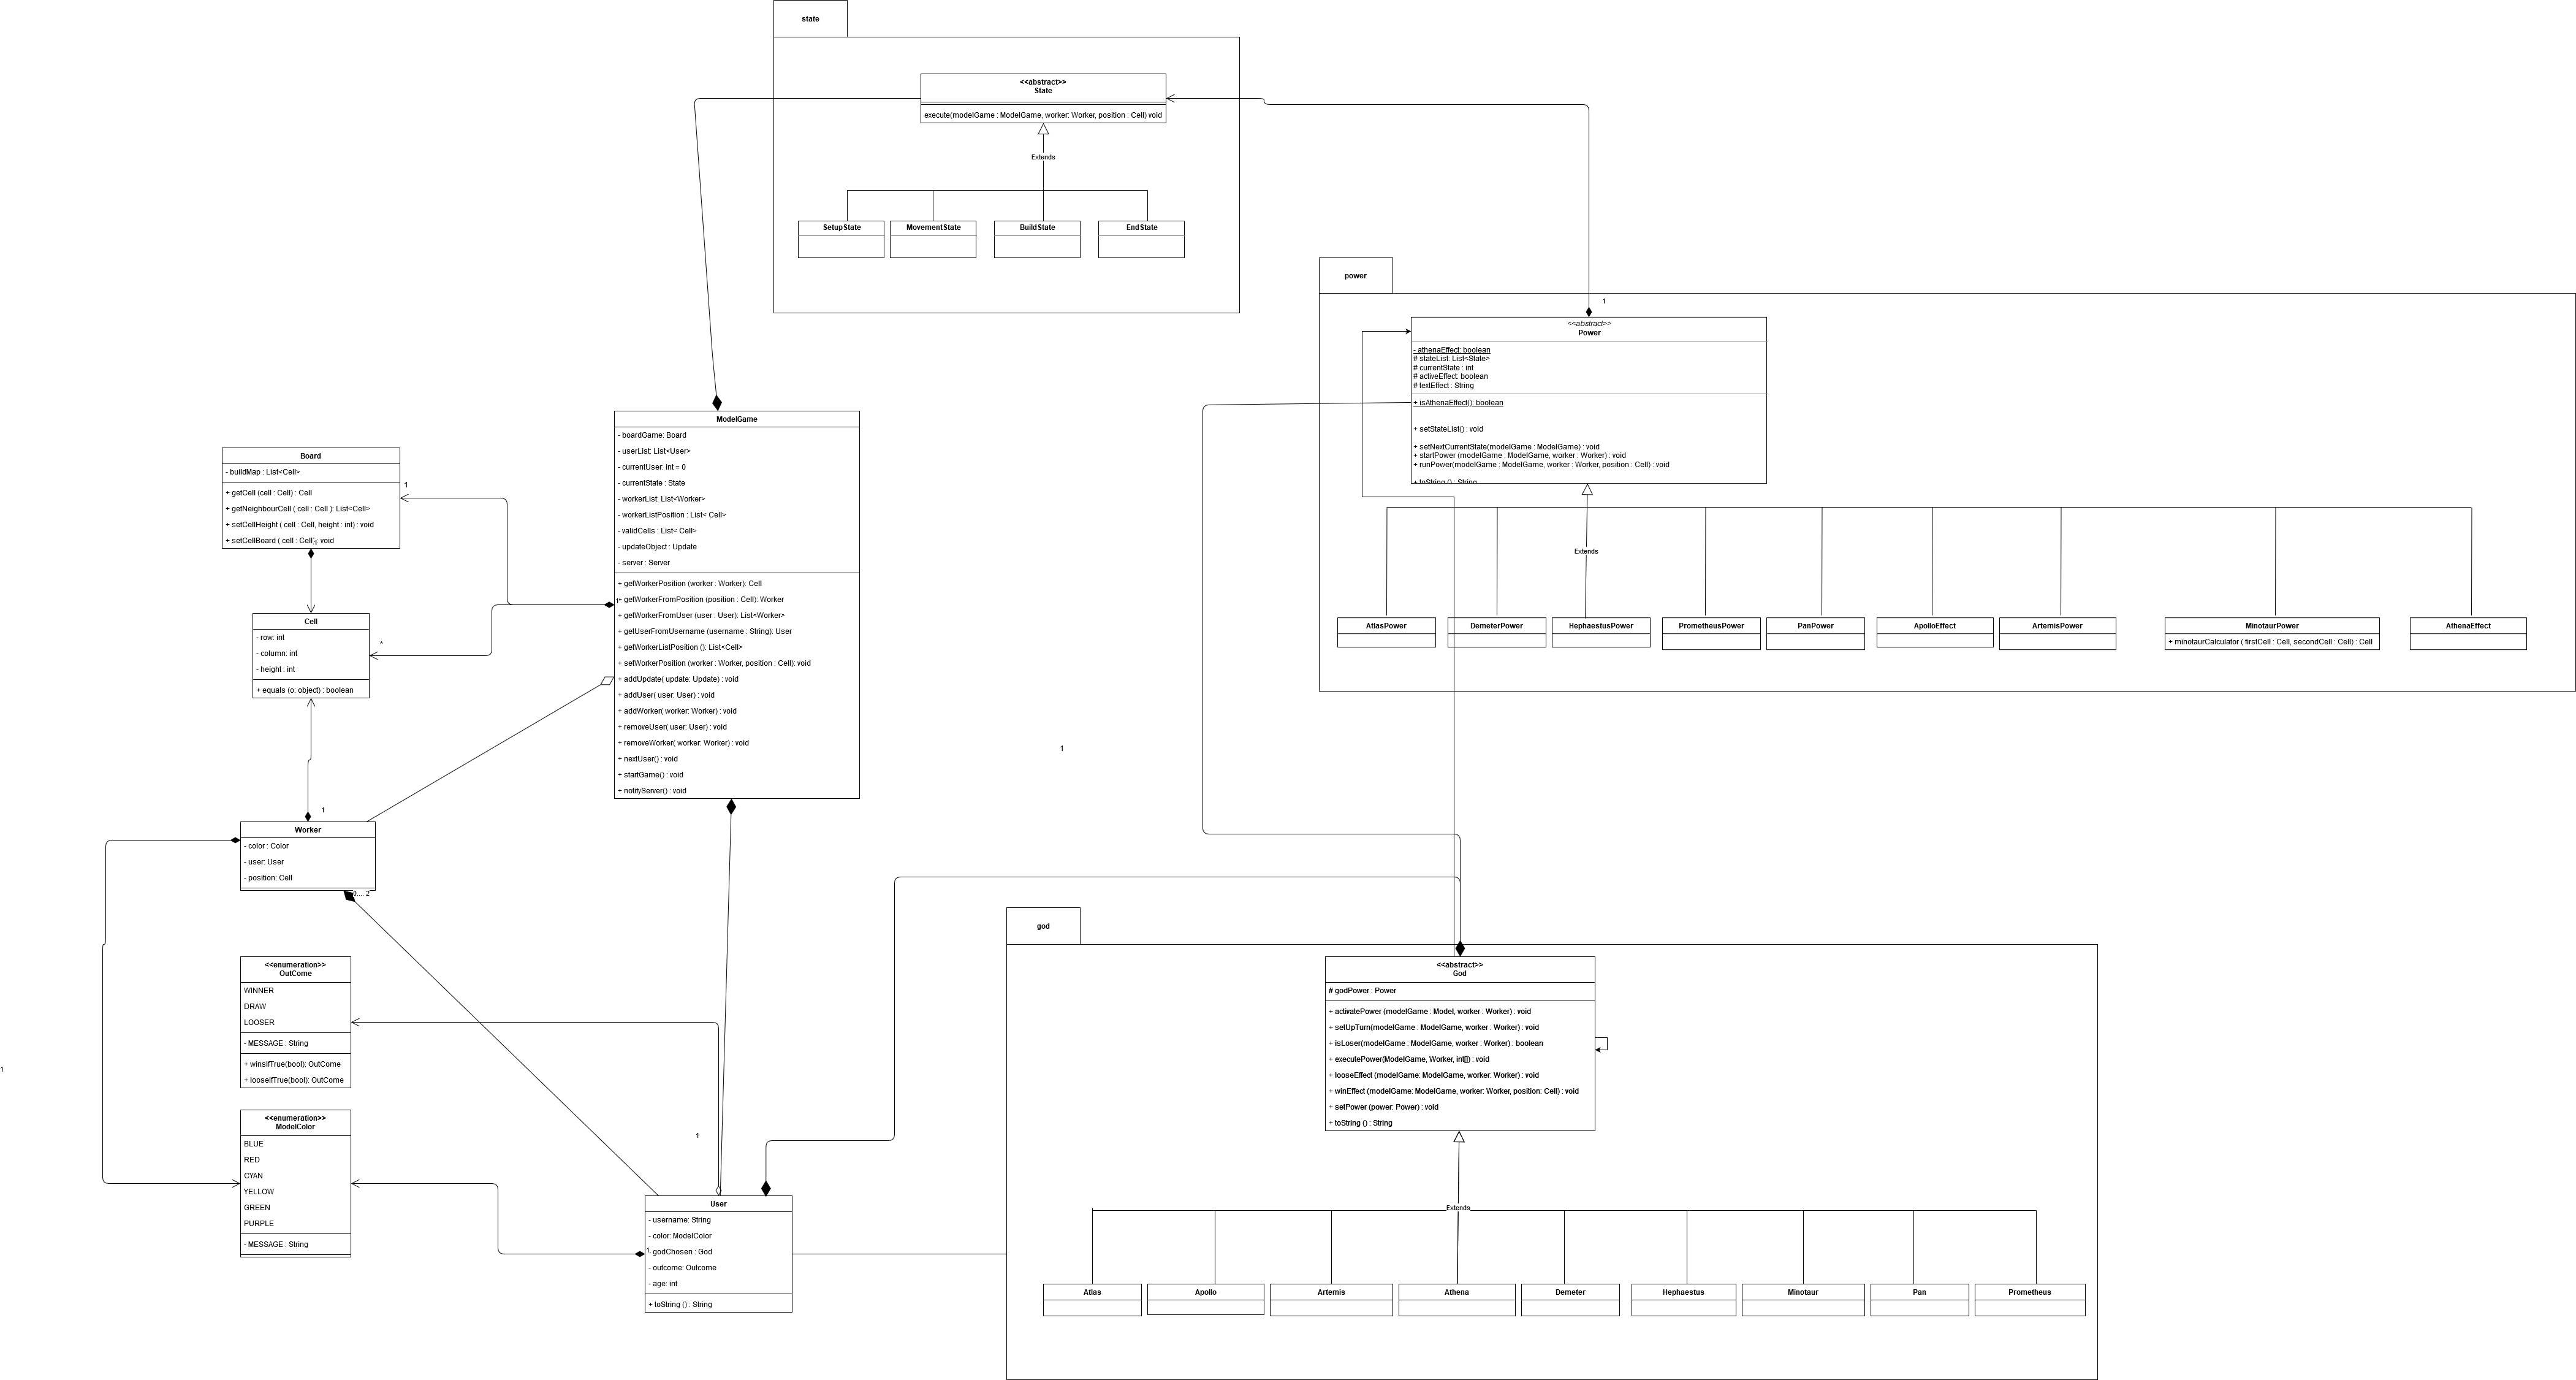 state
<<abstract>>
State
execute(modelGame : ModelGame, worker: Worker, position : Cell) void
Extends
SetupState
MovementState
BuildState
EndState
power
1
<<abstract>>
Power
- athenaEffect: boolean
# stateList: List<State>
# currentState : int
# activeEffect: boolean
# textEffect : String
+ isAthenaEffect(): boolean
+ setStateList() : void
+ setNextCurrentState(modelGame : ModelGame) : void
+ startPower (modelGame : ModelGame, worker : Worker) : void
+ runPower(modelGame : ModelGame, worker : Worker, position : Cell) : void
+ toString () : String
Extends
AtlasPower
DemeterPower
HephaestusPower
PrometheusPower
PanPower
ApolloEffect
ArtemisPower
MinotaurPower
+ minotaurCalculator ( firstCell : Cell, secondCell : Cell) : Cell
AthenaEffect
ModelGame
- boardGame: Board
- userList: List<User>
- currentUser: int = 0
- currentState : State
- workerList: List<Worker>
- workerListPosition : List< Cell>
- validCells : List< Cell>
- updateObject : Update
- server : Server
+ getWorkerPosition (worker : Worker): Cell
1
+ getWorkerFromPosition (position : Cell): Worker
+ getWorkerFromUser (user : User): List<Worker>
+ getUserFromUsername (username : String): User
+ getWorkerListPosition (): List<Cell>
+ setWorkerPosition (worker : Worker, position : Cell): void
+ addUpdate( update: Update) : void
+ addUser( user: User) : void
+ addWorker( worker: Worker) : void
+ removeUser( user: User) : void
+ removeWorker( worker: Worker) : void
+ nextUser() : void
+ startGame() : void
+ notifyServer() : void
Board
- buildMap : List<Cell>
1
+ getCell (cell : Cell) : Cell
+ getNeighbourCell ( cell : Cell ): List<Cell>
+ setCellHeight ( cell : Cell, height : int) : void
+ setCellBoard ( cell : Cell) : void
1
Cell
- row: int
- column: int
- height : int
+ equals (o: object) : boolean
*
1
1
Worker
- color : Color
- user: User
- position: Cell
0.... 2
<<enumeration>>
OutCome
WINNER
DRAW
LOOSER
- MESSAGE : String
+ winsIfTrue(bool): OutCome
+ looseIfTrue(bool): OutCome
1
<<enumeration>>
ModelColor
BLUE
RED
CYAN
YELLOW
GREEN
PURPLE
- MESSAGE : String
1
User
- username: String
- color: ModelColor
1
- godChosen : God
- outcome: Outcome
- age: int
+ toString () : String
god
<<abstract>>
God
# godPower : Power
+ activatePower (modelGame : Model, worker : Worker) : void
+ setUpTurn(modelGame : ModelGame, worker : Worker) : void
+ isLoser(modelGame : ModelGame, worker : Worker) : boolean
+ executePower(ModelGame, Worker, int[]) : void
+ looseEffect (modelGame: ModelGame, worker: Worker) : void
+ winEffect (modelGame: ModelGame, worker: Worker, position: Cell) : void
+ setPower (power: Power) : void
+ toString () : String
Extends
Atlas
Apollo
Artemis
Athena
Demeter
Hephaestus
Minotaur
Pan
Prometheus